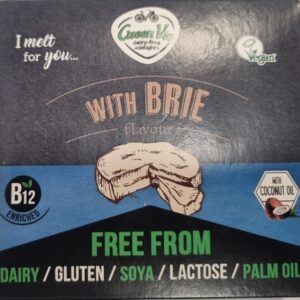 I melt
for you...
Green Vie
dairy-free
delights
Vegan
WITH BRIE
flavour
B12
ENRICHED
WITH
COCONUT OIL
FREE FROM
DAIRY / GLUTEN / SOYA / LACTOSE / PALM OIL